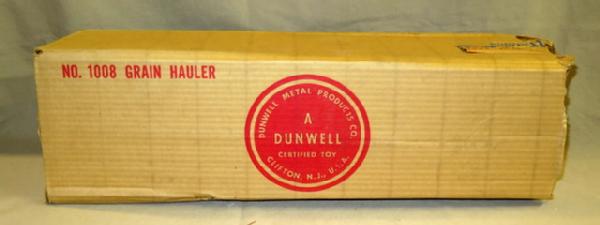 NO. 1008 GRAIN HAULER
DUNWELL METAL PRODUCTS CO.
A
DUNWELL
CERTIFIED TOY
CLIFTON, N.J., U.S.A.